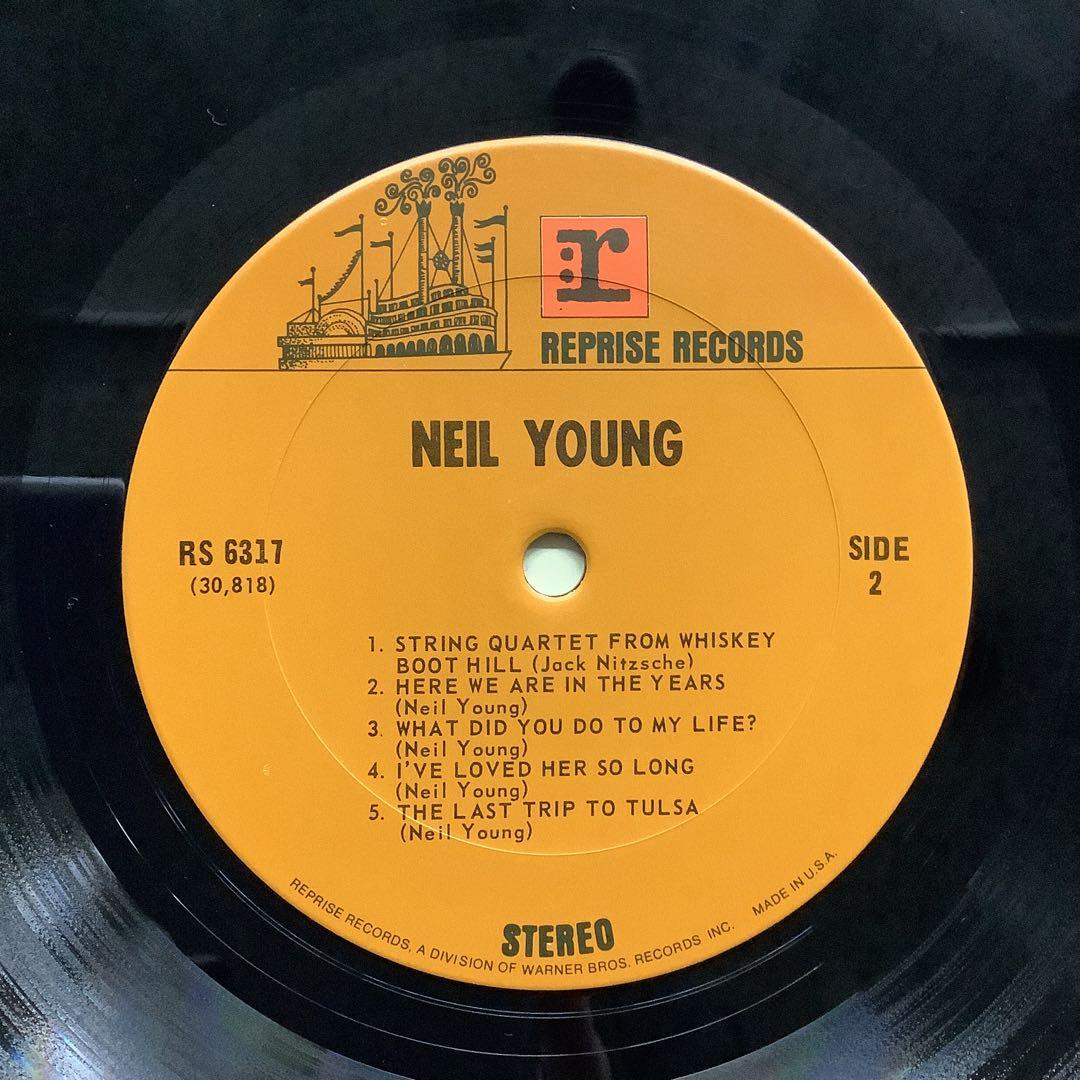 :r
REPRISE RECORDS
NEIL YOUNG
RS 6317
(30,818)
SIDE
2
1. STRING QUARTET FROM WHISKEY
BOOT HILL (Jack Nitzsche)
2. HERE WE ARE IN THE YEARS
(Neil Young)
3. WHAT DID YOU DO TO MY LIFE?
(Neil Young)
4. I'VE LOVED HER SO LONG
(Neil Young)
5. THE LAST TRIP TO TULSA
(Neil Young)
STEREO
REPRISE RECORDS, A DIVISION OF WARNER BROS. RECORDS INC. MADE IN U.S.A.